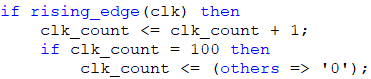 if rising_edge(clk) then
clk_count <= clk_count + 1;
if clk_count = 100 then
clk_count <= (others => '0');